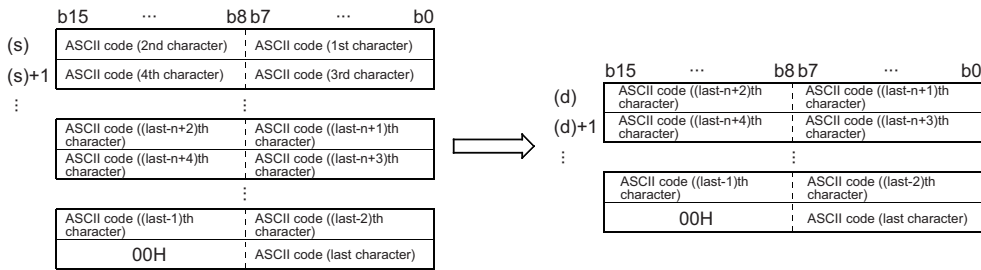 b15 ⋯ b8 b7 b0
(s) ASCII code (2nd character) ASCII code (1st character)
(s)+1 ASCII code (4th character) ASCII code (3rd character)
⋮ ⋮
ASCII code ((last-n+2)th character) ASCII code ((last-n+1)th character)
ASCII code ((last-n+4)th character) ASCII code ((last-n+3)th character)
⋮
ASCII code ((last-1)th character) ASCII code ((last-2)th character)
00H ASCII code (last character)
b15 ⋯ b8 b7 b0
(d) ASCII code ((last-n+2)th character) ASCII code ((last-n+1)th character)
(d)+1 ASCII code ((last-n+4)th character) ASCII code ((last-n+3)th character)
⋮ ⋮
ASCII code ((last-1)th character) ASCII code ((last-2)th character)
00H ASCII code (last character)